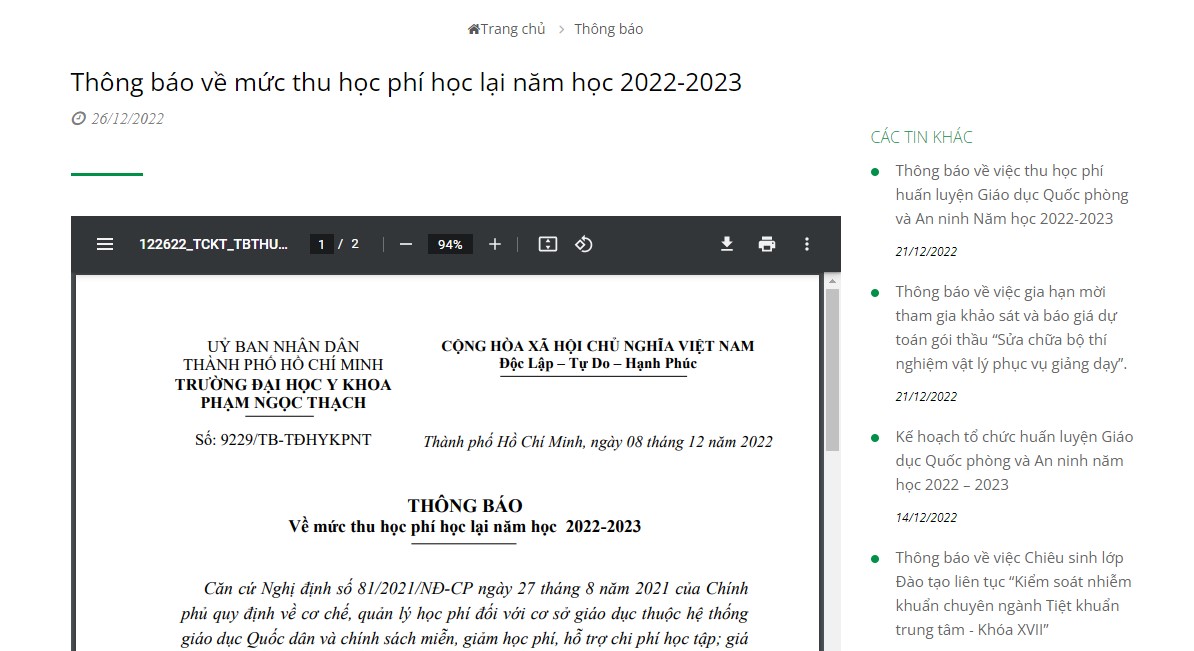 Trang chủ > Thông báo
Thông báo về mức thu học phí học lại năm học 2022-2023
26/12/2022
122622_TCKT_TBTHU...
1 / 2
94%
UỶ BAN NHÂN DÂN
THÀNH PHỐ HỒ CHÍ MINH
TRƯỜNG ĐẠI HỌC Y KHOA
PHẠM NGỌC THẠCH
Số: 9229/TB-TĐHYKPNT
CỘNG HÒA XÃ HỘI CHỦ NGHĨA VIỆT NAM
Độc Lập – Tự Do – Hạnh Phúc
Thành phố Hồ Chí Minh, ngày 08 tháng 12 năm 2022
THÔNG BÁO
Về mức thu học phí học lại năm học 2022-2023
Căn cứ Nghị định số 81/2021/NĐ-CP ngày 27 tháng 8 năm 2021 của Chính
phủ quy định về cơ chế, quản lý học phí đối với cơ sở giáo dục thuộc hệ thống
giáo dục Quốc dân và chính sách miễn, giảm học phí, hỗ trợ chi phí học tập; giá
CÁC TIN KHÁC
Thông báo về việc thu học phí
huấn luyện Giáo dục Quốc phòng
và An ninh Năm học 2022-2023
21/12/2022
Thông báo về việc gia hạn mời
tham gia khảo sát và báo giá dự
toán gói thầu “Sửa chữa bộ thí
nghiệm vật lý phục vụ giảng dạy”.
21/12/2022
Kế hoạch tổ chức huấn luyện Giáo
dục Quốc phòng và An ninh năm
học 2022 – 2023
14/12/2022
Thông báo về việc Chiêu sinh lớp
Đào tạo liên tục “Kiểm soát nhiễm
khuẩn chuyên ngành Tiệt khuẩn
trung tâm - Khóa XVII”